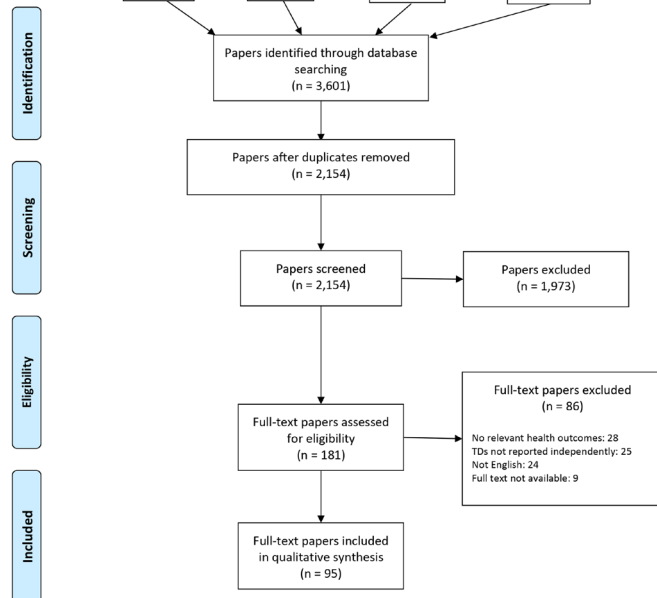 Identification
Papers identified through database
searching
(n = 3,601)
Papers after duplicates removed
(n = 2,154)
Screening
Papers screened
(n = 2,154)
Papers excluded
(n = 1,973)
Eligibility
Full-text papers assessed
for eligibility
(n = 181)
Full-text papers excluded
(n = 86)
No relevant health outcomes: 28
TDs not reported independently: 25
Not English: 24
Full text not available: 9
Included
Full-text papers included
in qualitative synthesis
(n = 95)